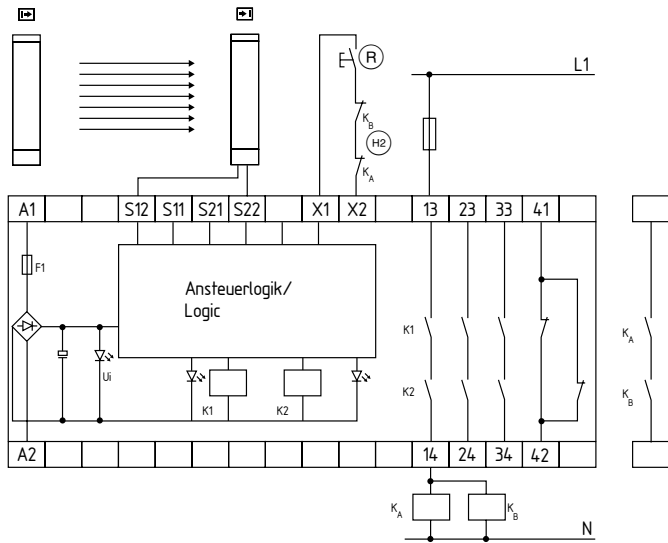 R
L1
K B
H2
K A
A1 S12 S11 S21 S22 X1 X2 13 23 33 41
F1
Ansteuerlogik/
Logic
K1
K A
Ui
K1
K2
K2
K B
A2 14 24 34 42
K A
K B
N